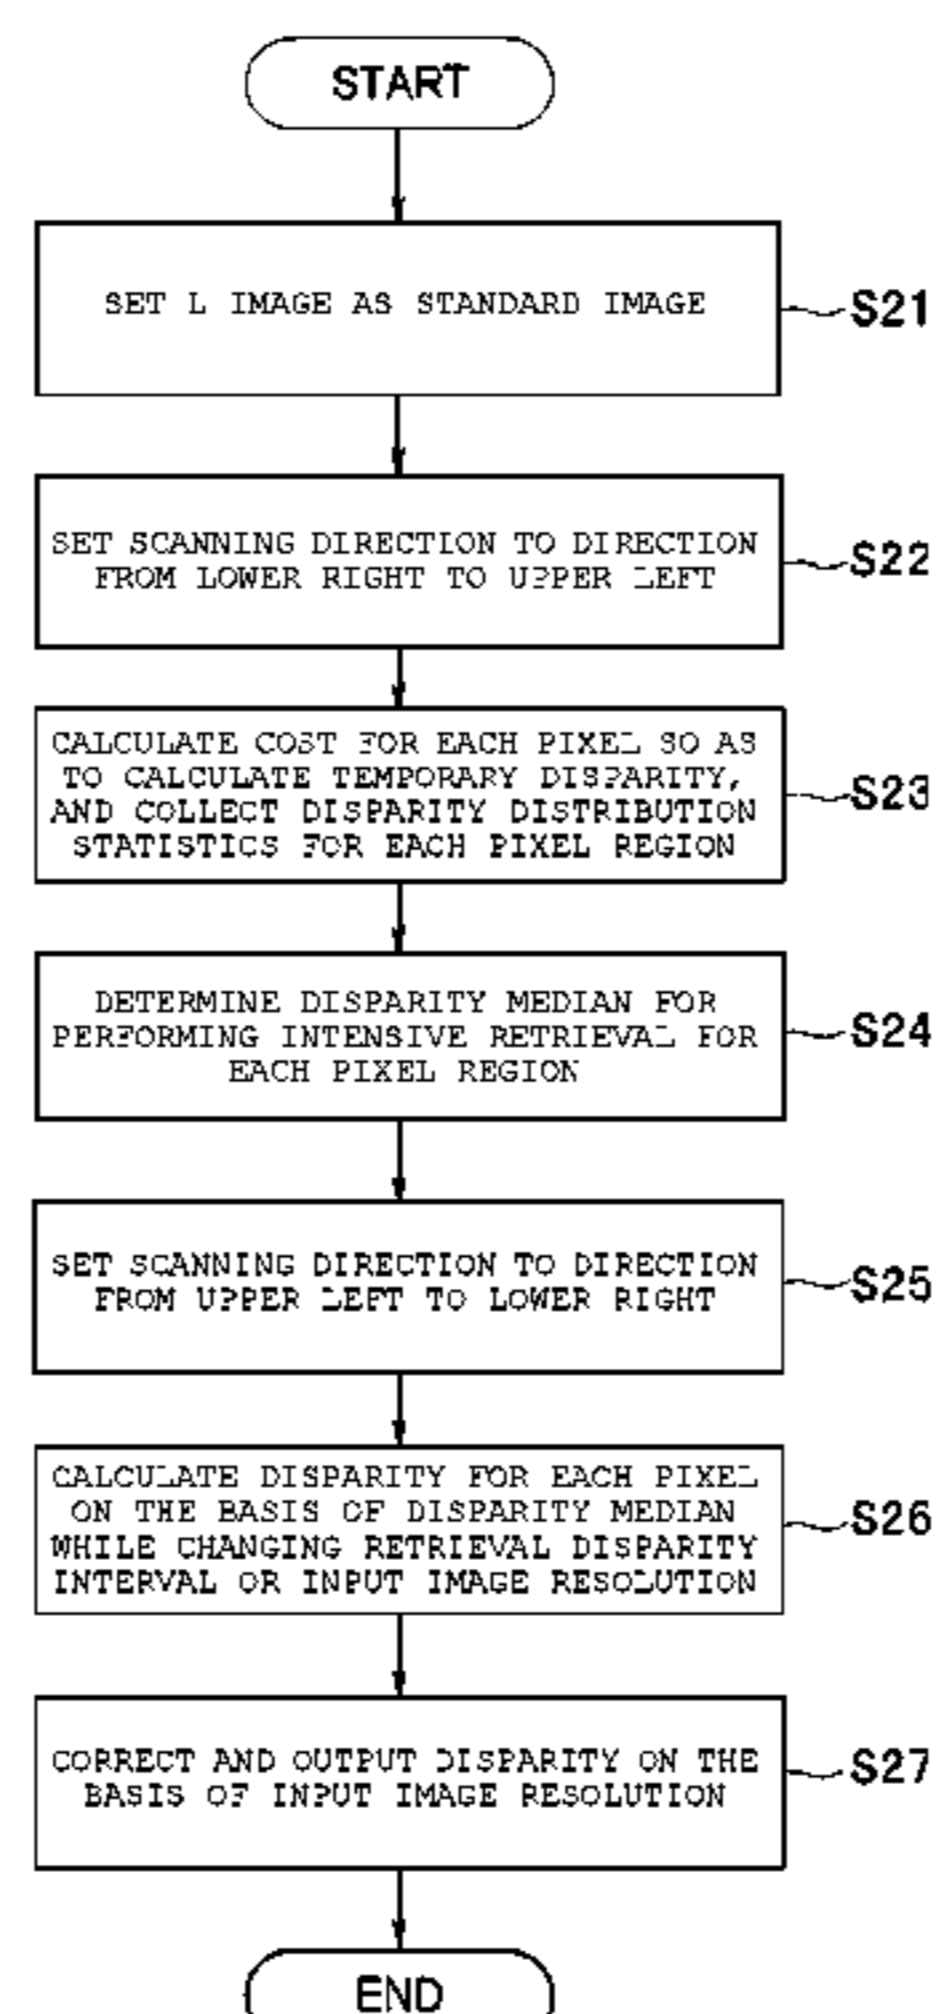 START
SET L IMAGE AS STANDARD IMAGE
S21
SET SCANNING DIRECTION TO DIRECTION
FROM LOWER RIGHT TO UPPER LEFT
S22
CALCULATE COST FOR EACH PIXEL SO AS
TO CALCULATE TEMPORARY DISPARITY,
AND COLLECT DISPARITY DISTRIBUTION
STATISTICS FOR EACH PIXEL REGION
S23
DETERMINE DISPARITY MEDIAN FOR
PERFORMING INTENSIVE RETRIEVAL FOR
EACH PIXEL REGION
S24
SET SCANNING DIRECTION TO DIRECTION
FROM UPPER LEFT TO LOWER RIGHT
S25
CALCULATE DISPARITY FOR EACH PIXEL
ON THE BASIS OF DISPARITY MEDIAN
WHILE CHANGING RETRIEVAL DISPARITY
INTERVAL OR INPUT IMAGE RESOLUTION
S26
CORRECT AND OUTPUT DISPARITY ON THE
BASIS OF INPUT IMAGE RESOLUTION
S27
END